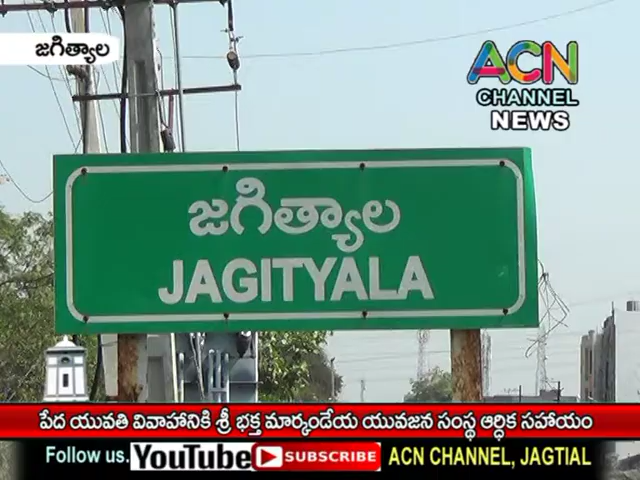 జగిత్యాల
ACN
CHANNEL
NEWS
జగిత్యాల
JAGITYALA
పేద యువతి వివాహానికి శ్రీ భక్త మార్కండేయ యువజన సంస్థ ఆర్ధిక సహాయం
Follow us. YouTube SUBSCRIBE ACN CHANNEL, JAGTIAL